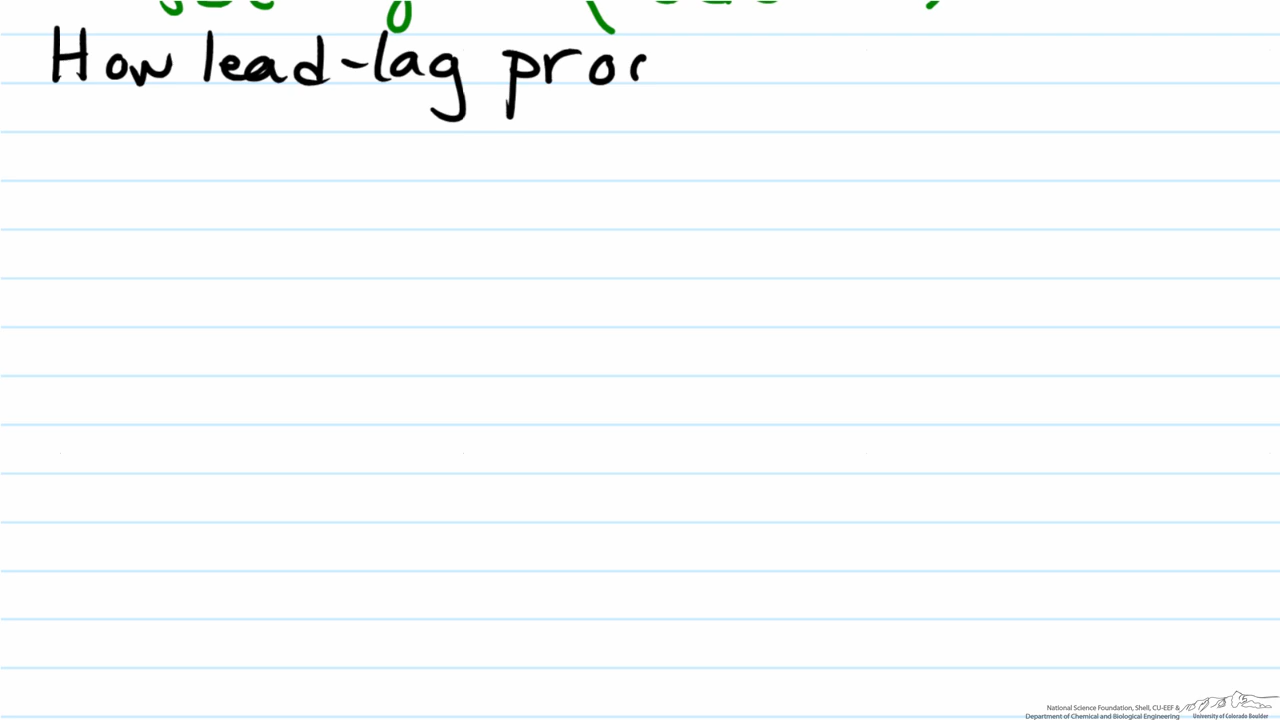 How lead-lag proc
National Science Foundation, Shell, CU-EEF &
Department of Chemical and Biological Engineering
University of Colorado Boulder